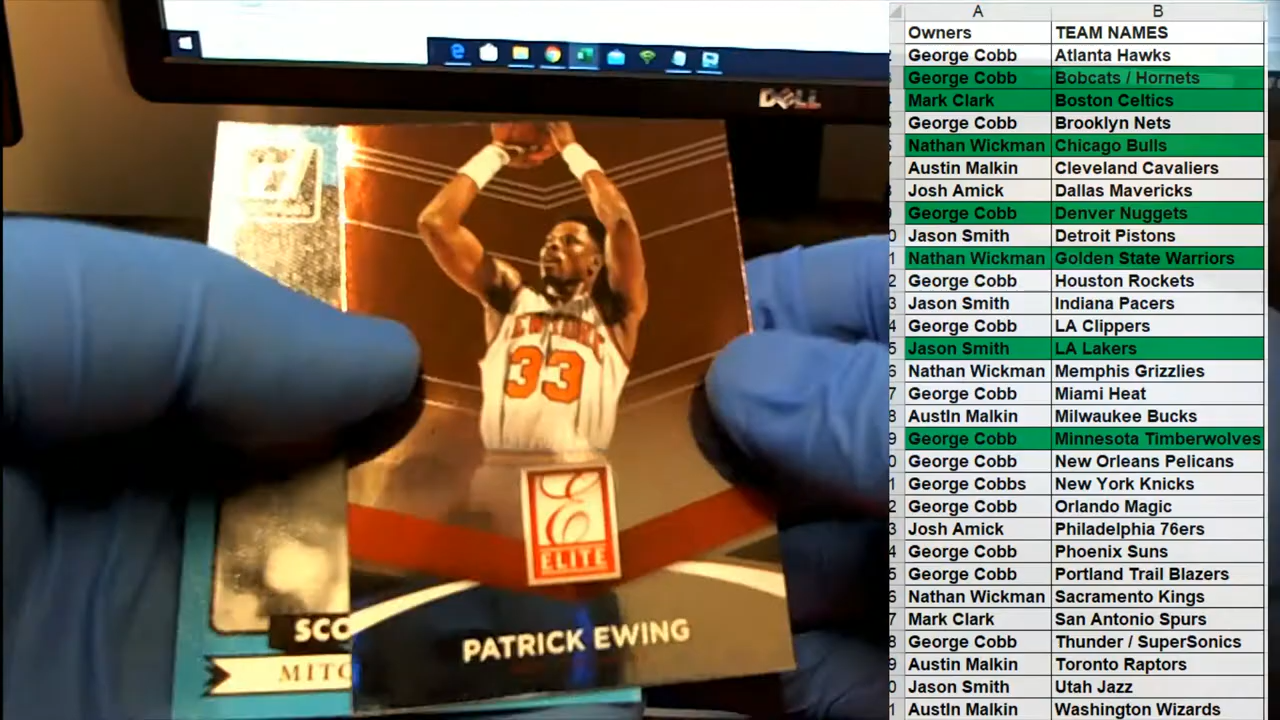 DELL
NEW YORK
33
E
ELITE
PATRICK EWING
SCO
MITC
A B
Owners TEAM NAMES
George Cobb Atlanta Hawks
George Cobb Bobcats / Hornets
Mark Clark Boston Celtics
George Cobb Brooklyn Nets
Nathan Wickman Chicago Bulls
Austin Malkin Cleveland Cavaliers
Josh Amick Dallas Mavericks
George Cobb Denver Nuggets
Jason Smith Detroit Pistons
Nathan Wickman Golden State Warriors
George Cobb Houston Rockets
Jason Smith Indiana Pacers
George Cobb LA Clippers
Jason Smith LA Lakers
Nathan Wickman Memphis Grizzlies
George Cobb Miami Heat
AustIn Malkin Milwaukee Bucks
George Cobb Minnesota Timberwolves
George Cobb New Orleans Pelicans
George Cobbs New York Knicks
George Cobb Orlando Magic
Josh Amick Philadelphia 76ers
George Cobb Phoenix Suns
George Cobb Portland Trail Blazers
Nathan Wickman Sacramento Kings
Mark Clark San Antonio Spurs
George Cobb Thunder / SuperSonics
Austin Malkin Toronto Raptors
Jason Smith Utah Jazz
AustIn Malkin Washington Wizards